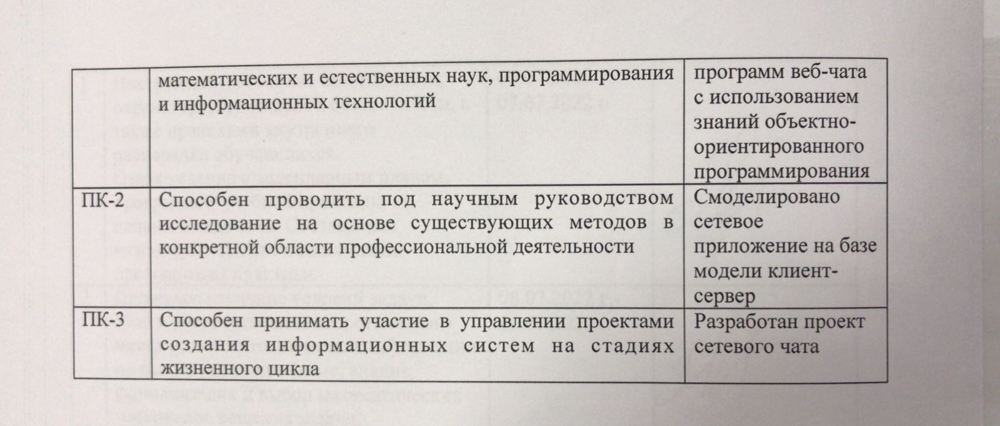 математических и естественных наук, программирования
и информационных технологий
программ веб-чата
с использованием
знаний объектно-
ориентированного
программирования
ПК-2
Способен проводить под научным руководством
исследование на основе существующих методов в
конкретной области профессиональной деятельности
Смоделировано
сетевое
приложение на базе
модели клиент-
сервер
ПК-3
Способен принимать участие в управлении проектами
создания информационных систем на стадиях
жизненного цикла
Разработан проект
сетевого чата